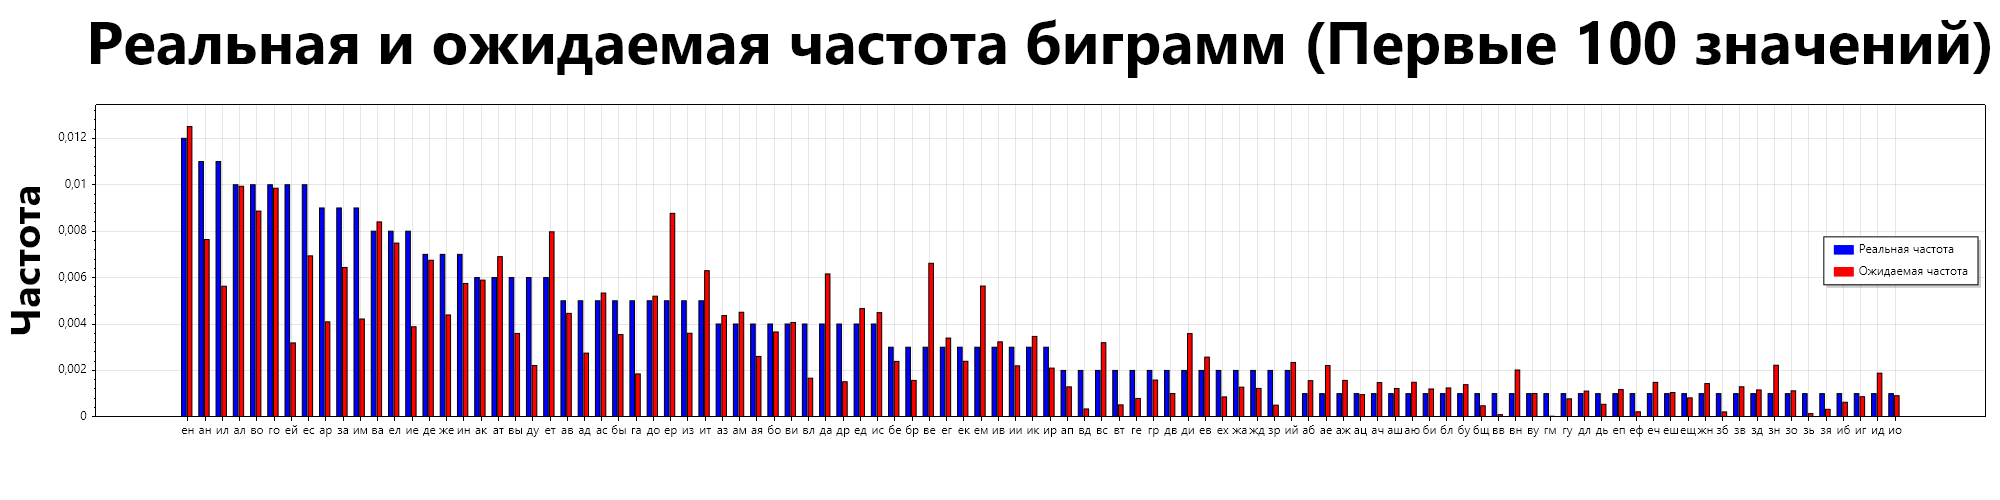 Реальная и ожидаемая частота биграмм (Первые 100 значений)
Частота
0,012
0,01
0,008
0,006
0,004
0,002
0
Реальная частота
Ожидаемая частота
ен ан ил ал во го ей ес ар за им ва ел ие де же ин ак ат вы ду ет ав ад ас бы га до ер из ит аз ам ая бо ви вл да др ед ис бе бр ве ег ек ем ив ии ик ир ап вд вс вт ге гр дв ди ев ех жа жд зр ий аб ае аж ац ач аш аю би бл бу бщ вв вн ву гм гу дл дь еп еф еч еш ещ жн зб зв зд зн зо зь зя иб иг ид ио